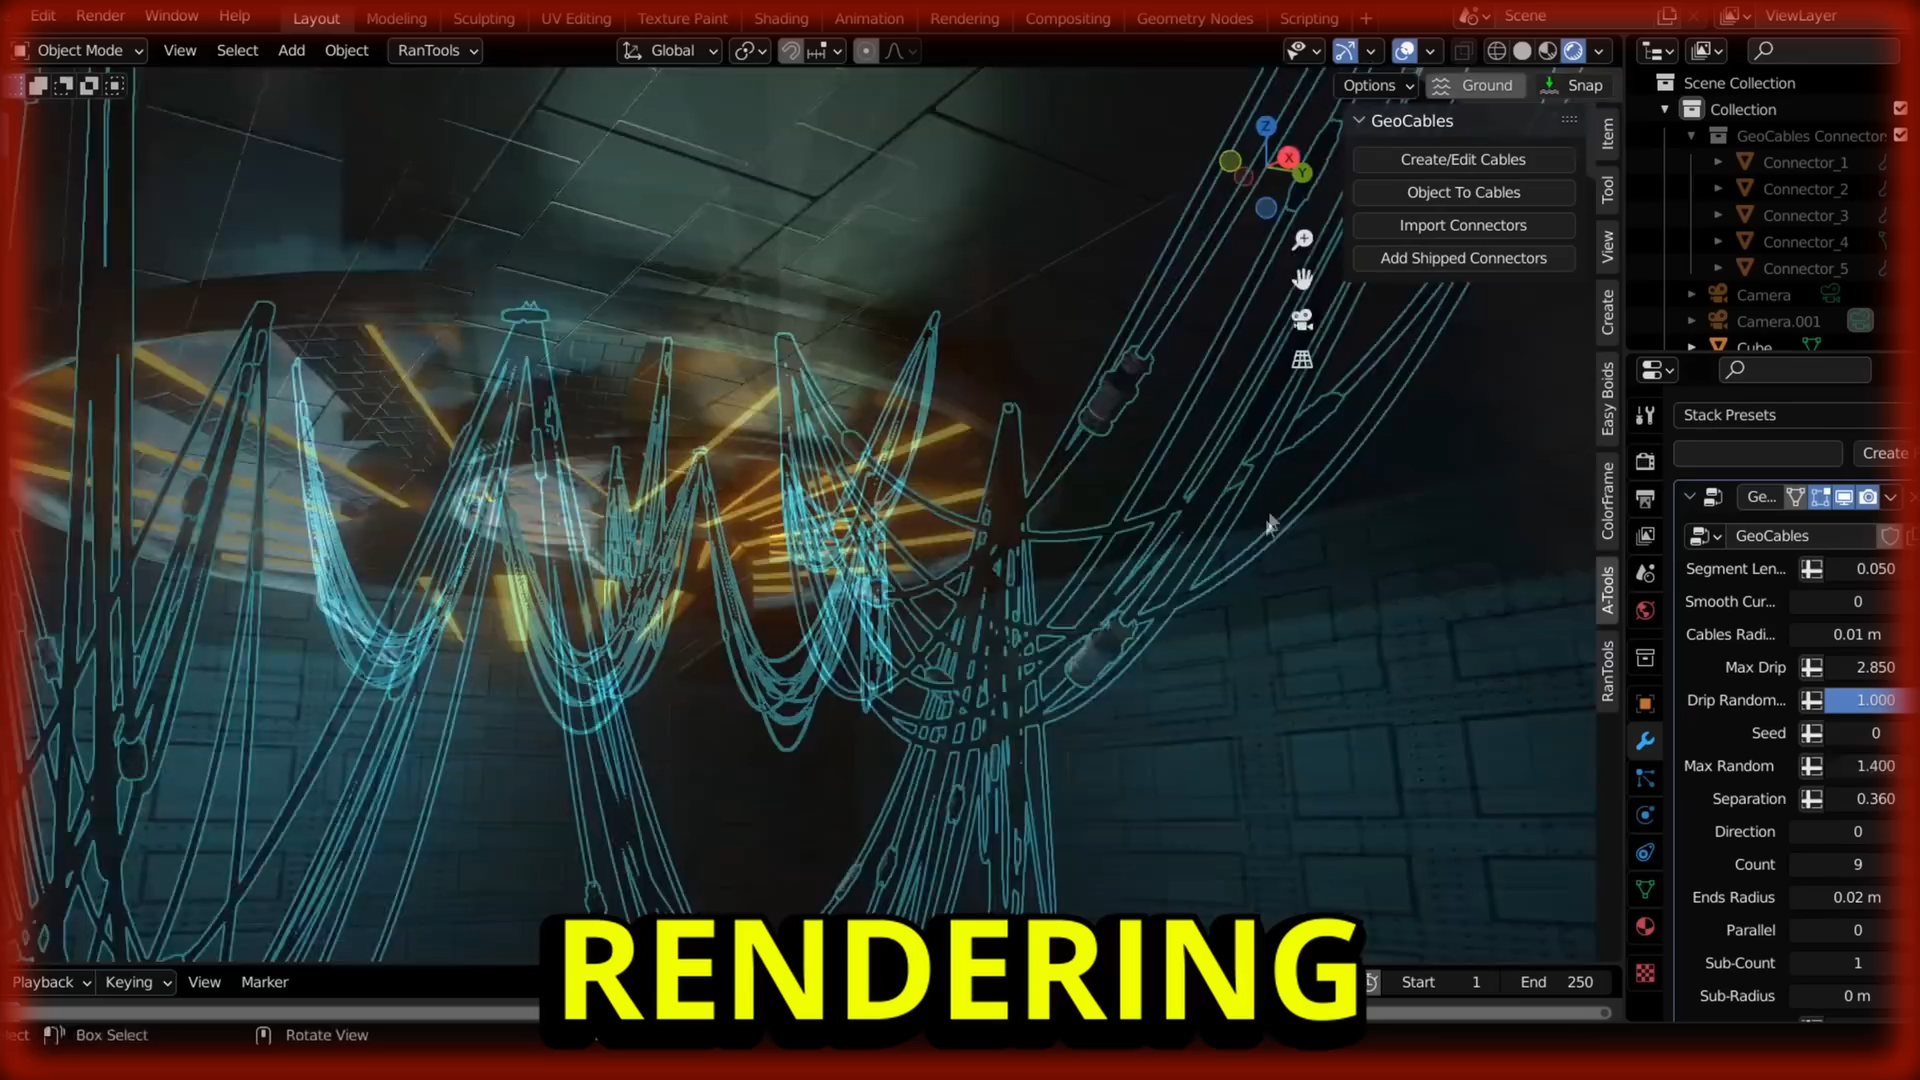 Edit Render Window Help Layout Modeling Sculpting UV Editing Texture Paint Shading Animation Rendering Compositing Geometry Nodes Scripting + Scene ViewLayer
Object Mode View Select Add Object RanTools Global
Options Ground Snap
GeoCables
Create/Edit Cables
Object To Cables
Import Connectors
Add Shipped Connectors
Z
X
Y
Item
Tool
View
Create
Easy Boids
ColorFrame
A-Tools
RanTools
Scene Collection
Collection
GeoCables Connector
Connector_1
Connector_2
Connector_3
Connector_4
Connector_5
Camera
Camera.001
Cube
Stack Presets
Create
Ge...
GeoCables
Segment Len... 0.050
Smooth Cur... 0
Cables Radi... 0.01 m
Max Drip 2.850
Drip Random... 1.000
Seed 0
Max Random 1.400
Separation 0.360
Direction 0
Count 9
Ends Radius 0.02 m
Parallel 0
Sub-Count 1
Sub-Radius 0 m
RENDERING
Playback Keying View Marker Start 1 End 250
ect Box Select Rotate View